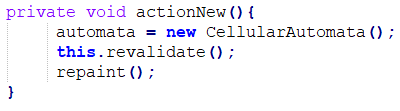 private void actionNew(){
    automata = new CellularAutomata();
    this.revalidate();
    repaint();
}